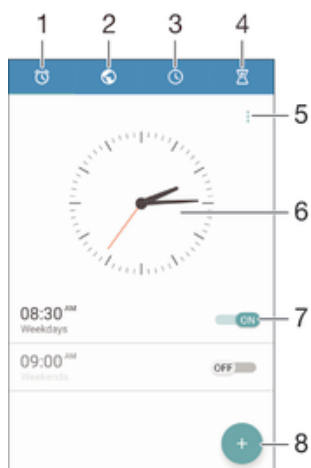 1 2 3 4
5
6
08:30 AM
Weekdays
ON
7
09:00 AM
Weekends
OFF
+
8